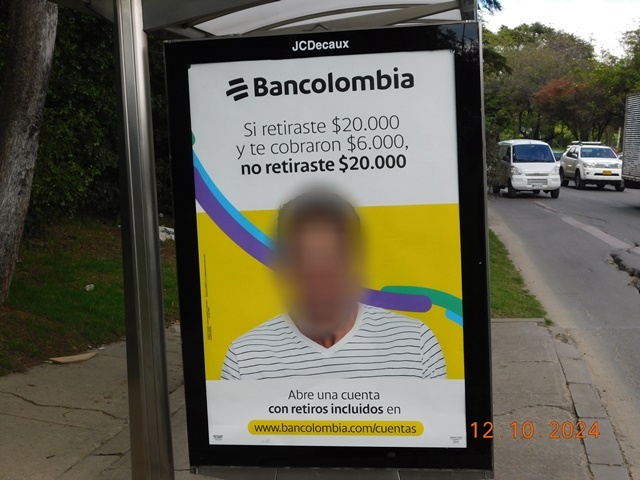 JCDecaux
Bancolombia
Si retiraste $20.000
y te cobraron $6.000,
no retiraste $20.000
Abre una cuenta
con retiros incluidos en
www.bancolombia.com/cuentas
12 10 2024